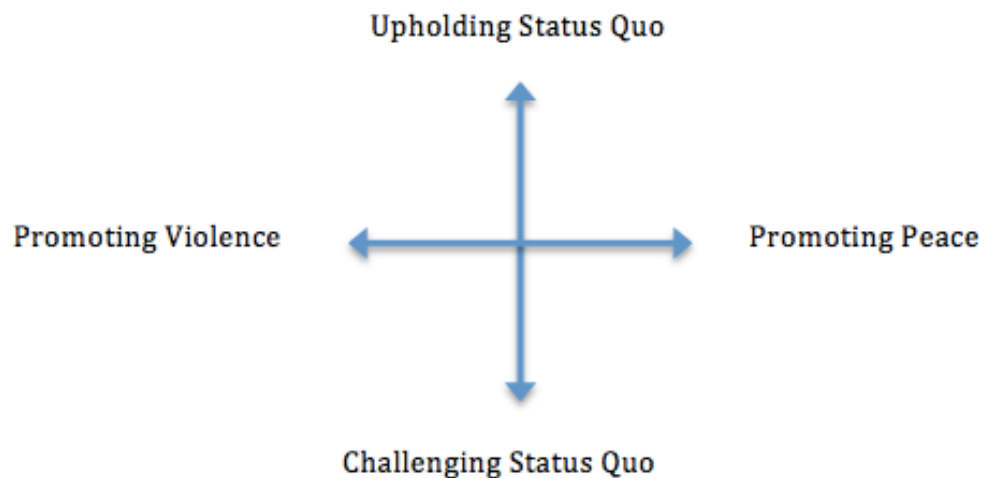 Upholding Status Quo
Promoting Violence
Promoting Peace
Challenging Status Quo